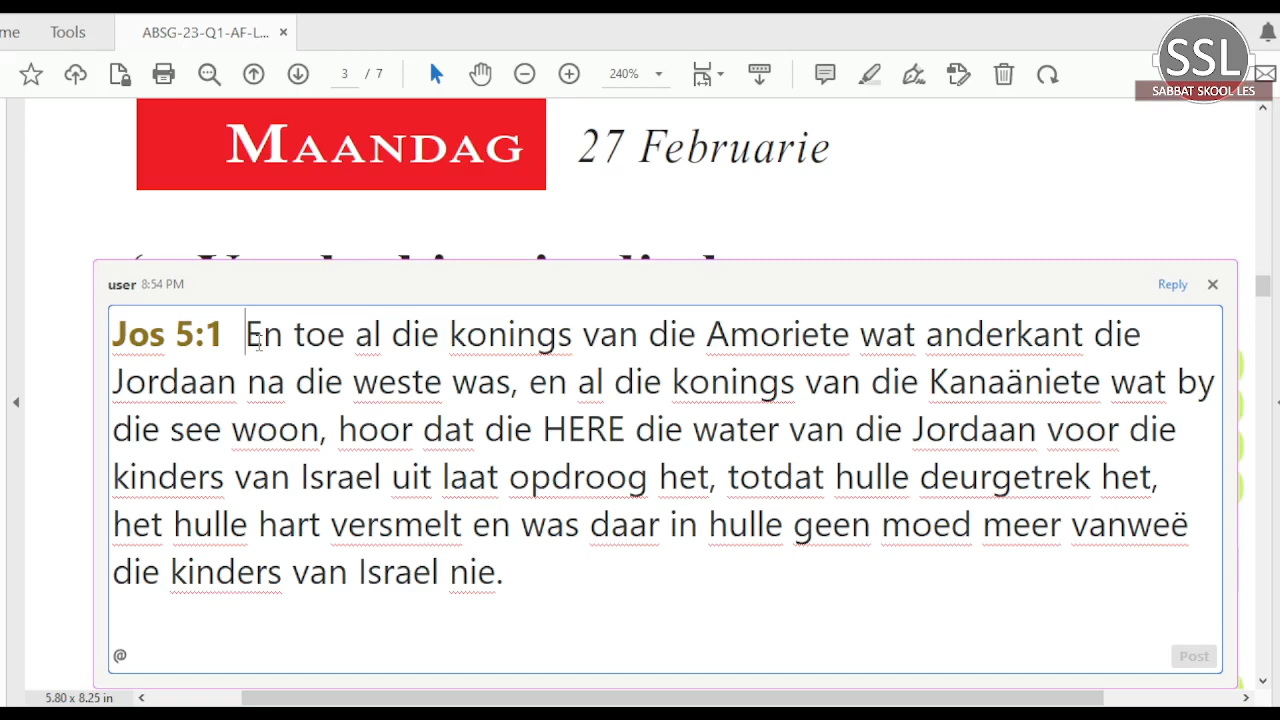 me Tools ABSG-23-Q1-AF-L... ×
SSL
SABBAT SKOOL LES
3 / 7 240%
MAANDAG 27 Februarie
user 8:54 PM Reply
Jos 5:1 En toe al die konings van die Amoriete wat anderkant die
Jordaan na die weste was, en al die konings van die Kanaäniete wat by
die see woon, hoor dat die HERE die water van die Jordaan voor die
kinders van Israel uit laat opdroog het, totdat hulle deurgetrek het,
het hulle hart versmelt en was daar in hulle geen moed meer vanweë
die kinders van Israel nie.
@ Post
5.80 x 8.25 in